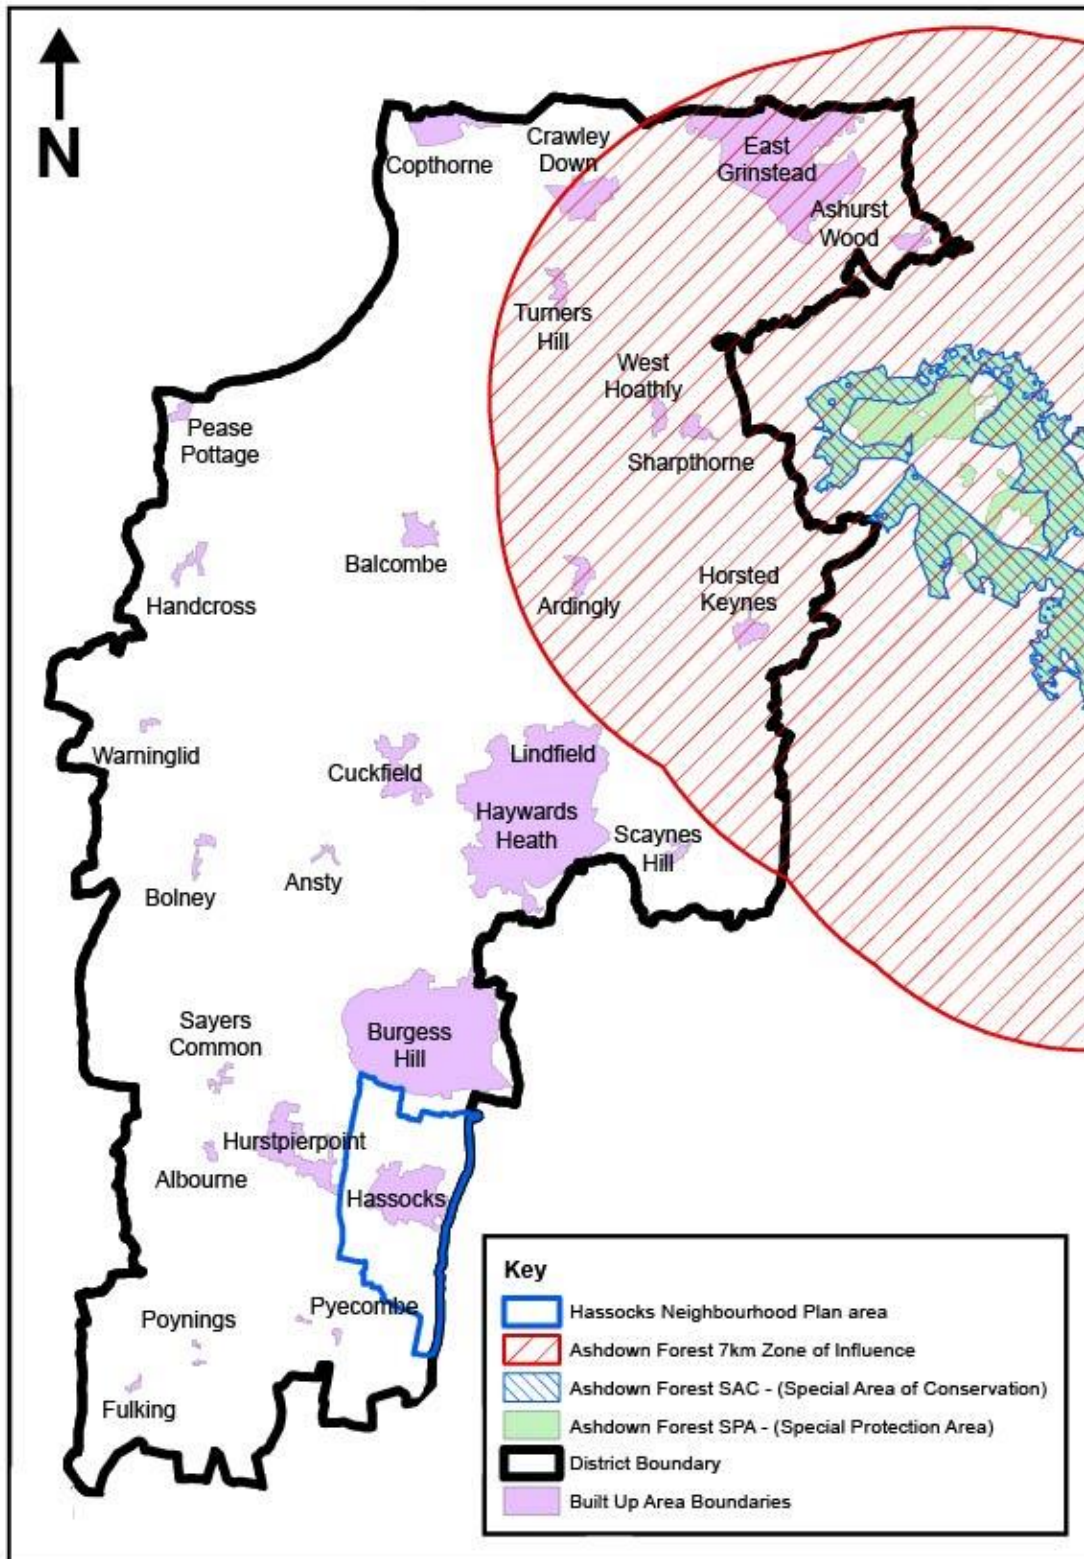 N
Copthorne
Crawley
Down
East
Grinstead
Ashurst
Wood
Turners
Hill
West
Hoathly
Sharpthorne
Pease
Pottage
Balcombe
Handcross
Ardingly
Horsted
Keynes
Warninglid
Cuckfield
Lindfield
Haywards
Heath
Scaynes
Hill
Bolney
Ansty
Sayers
Common
Burgess
Hill
Hurstpierpoint
Albourne
Hassocks
Poynings
Pyecombe
Fulking
Key
Hassocks Neighbourhood Plan area
Ashdown Forest 7km Zone of Influence
Ashdown Forest SAC - (Special Area of Conservation)
Ashdown Forest SPA - (Special Protection Area)
District Boundary
Built Up Area Boundaries